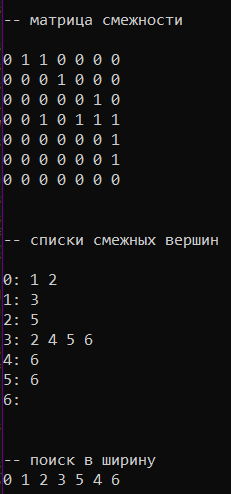 -- матрица смежности
0 1 1 0 0 0 0
0 0 0 1 0 0 0
0 0 0 0 0 1 0
0 0 1 0 1 1 1
0 0 0 0 0 0 1
0 0 0 0 0 0 1
0 0 0 0 0 0 0
-- списки смежных вершин
0: 1 2
1: 3
2: 5
3: 2 4 5 6
4: 6
5: 6
6:
-- поиск в ширину
0 1 2 3 5 4 6